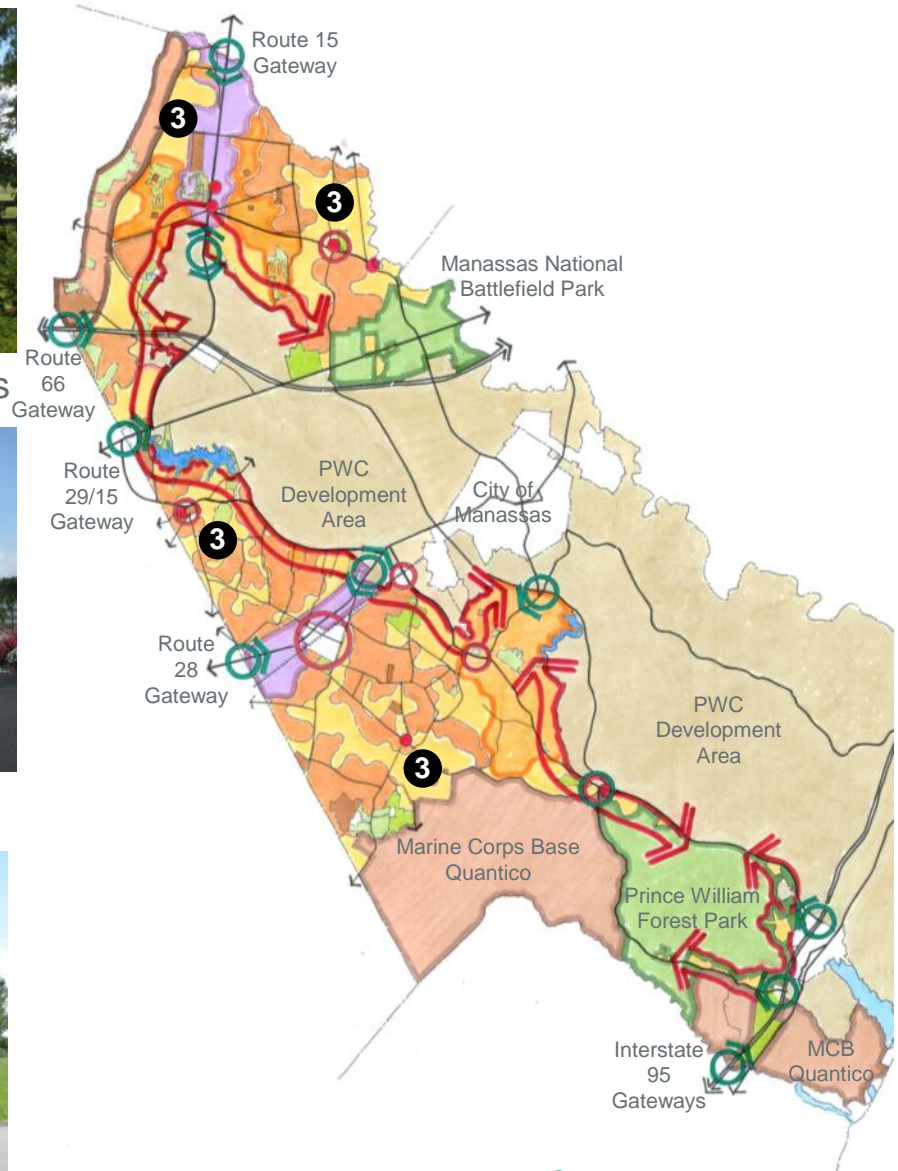 Route 15
Gateway
3
3
Manassas National
Battlefield Park
Route
66
Gateway
s
Route
29/15
Gateway
PWC
Development
Area
City of
Manassas
3
Route
28
Gateway
PWC
Development
Area
3
Marine Corps Base
Quantico
Prince William
Forest Park
Interstate
95
Gateways
MCB
Quantico